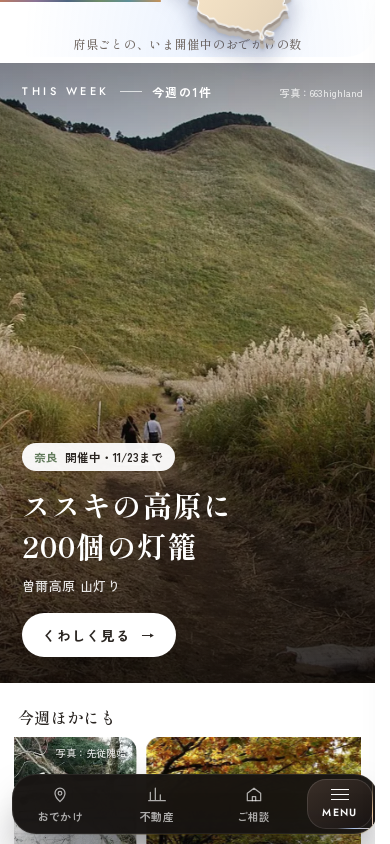 府県ごとの、いま開催中のおでかけの数
THIS WEEK
今週の1件
写真：663highland
奈良 開催中・11/23まで
ススキの高原に
200個の灯籠
曽爾高原 山灯り
くわしく見る →
今週ほかにも
写真：先従隗始
おでかけ
不動産
ご相談
MENU